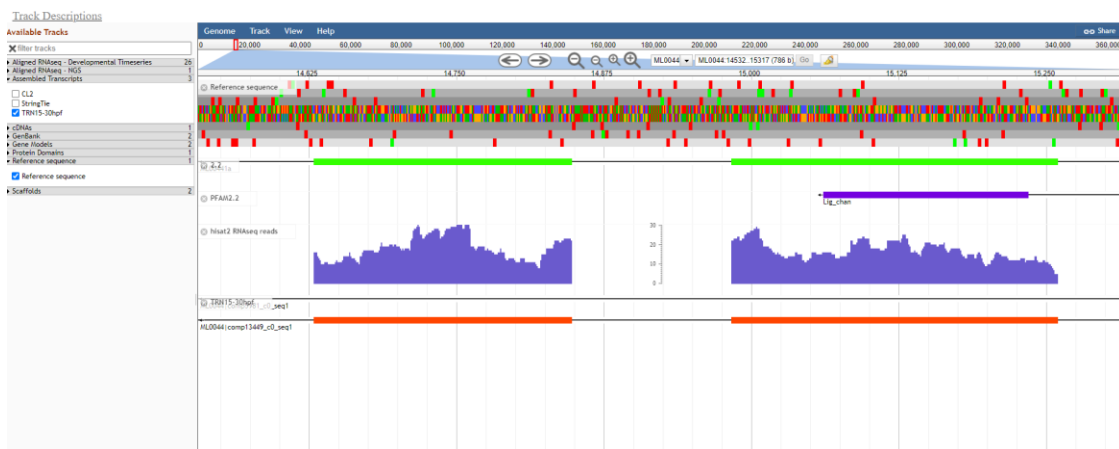 Track Descriptions
Available Tracks
filter tracks
Aligned RNAseq - Developmental Timeseries 26
Aligned RNAseq - NGS 1
Assembled Transcripts 3
CL2
StringTie
TRN15-30hpf
cDNAs 1
GenBank 2
Gene Models 2
Protein Domains 1
Reference sequence 1
Reference sequence
Scaffolds 2
Genome Track View Help Share
0 20,000 40,000 60,000 80,000 100,000 120,000 140,000 160,000 180,000 200,000 220,000 240,000 260,000 280,000 300,000 320,000 340,000 360,000
ML0044 ML0044:14532..15317 (786 b) Go
14,625 14,750 14,875 15,000 15,125 15,250
Reference sequence
2.2
PFAM2.2
Lig_chan
hisat2 RNAseq reads
30
20
10
0
TRN15-30hpf
ML0044|comp13449_c0_seq1